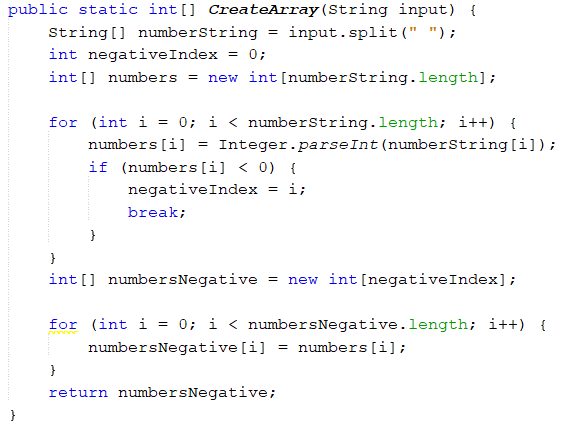 public static int[] CreateArray(String input) {
    String[] numberString = input.split(" ");
    int negativeIndex = 0;
    int[] numbers = new int[numberString.length];

    for (int i = 0; i < numberString.length; i++) {
        numbers[i] = Integer.parseInt(numberString[i]);
        if (numbers[i] < 0) {
            negativeIndex = i;
            break;
        }
    }
    int[] numbersNegative = new int[negativeIndex];

    for (int i = 0; i < numbersNegative.length; i++) {
        numbersNegative[i] = numbers[i];
    }
    return numbersNegative;
}